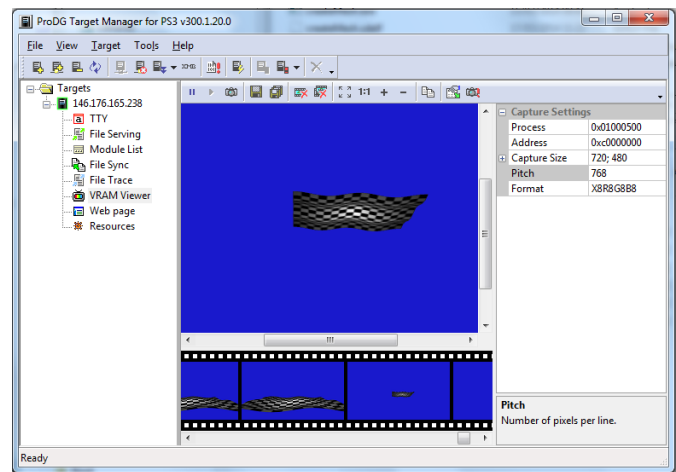 ProDG Target Manager for PS3 v300.1.20.0
File View Target Tools Help
Targets
146.176.165.238
TTY
File Serving
Module List
File Sync
File Trace
VRAM Viewer
Web page
Resources
1:1
Capture Settings
Process 0x01000500
Address 0xc0000000
Capture Size 720; 480
Pitch 768
Format X8R8G8B8
Pitch
Number of pixels per line.
Ready